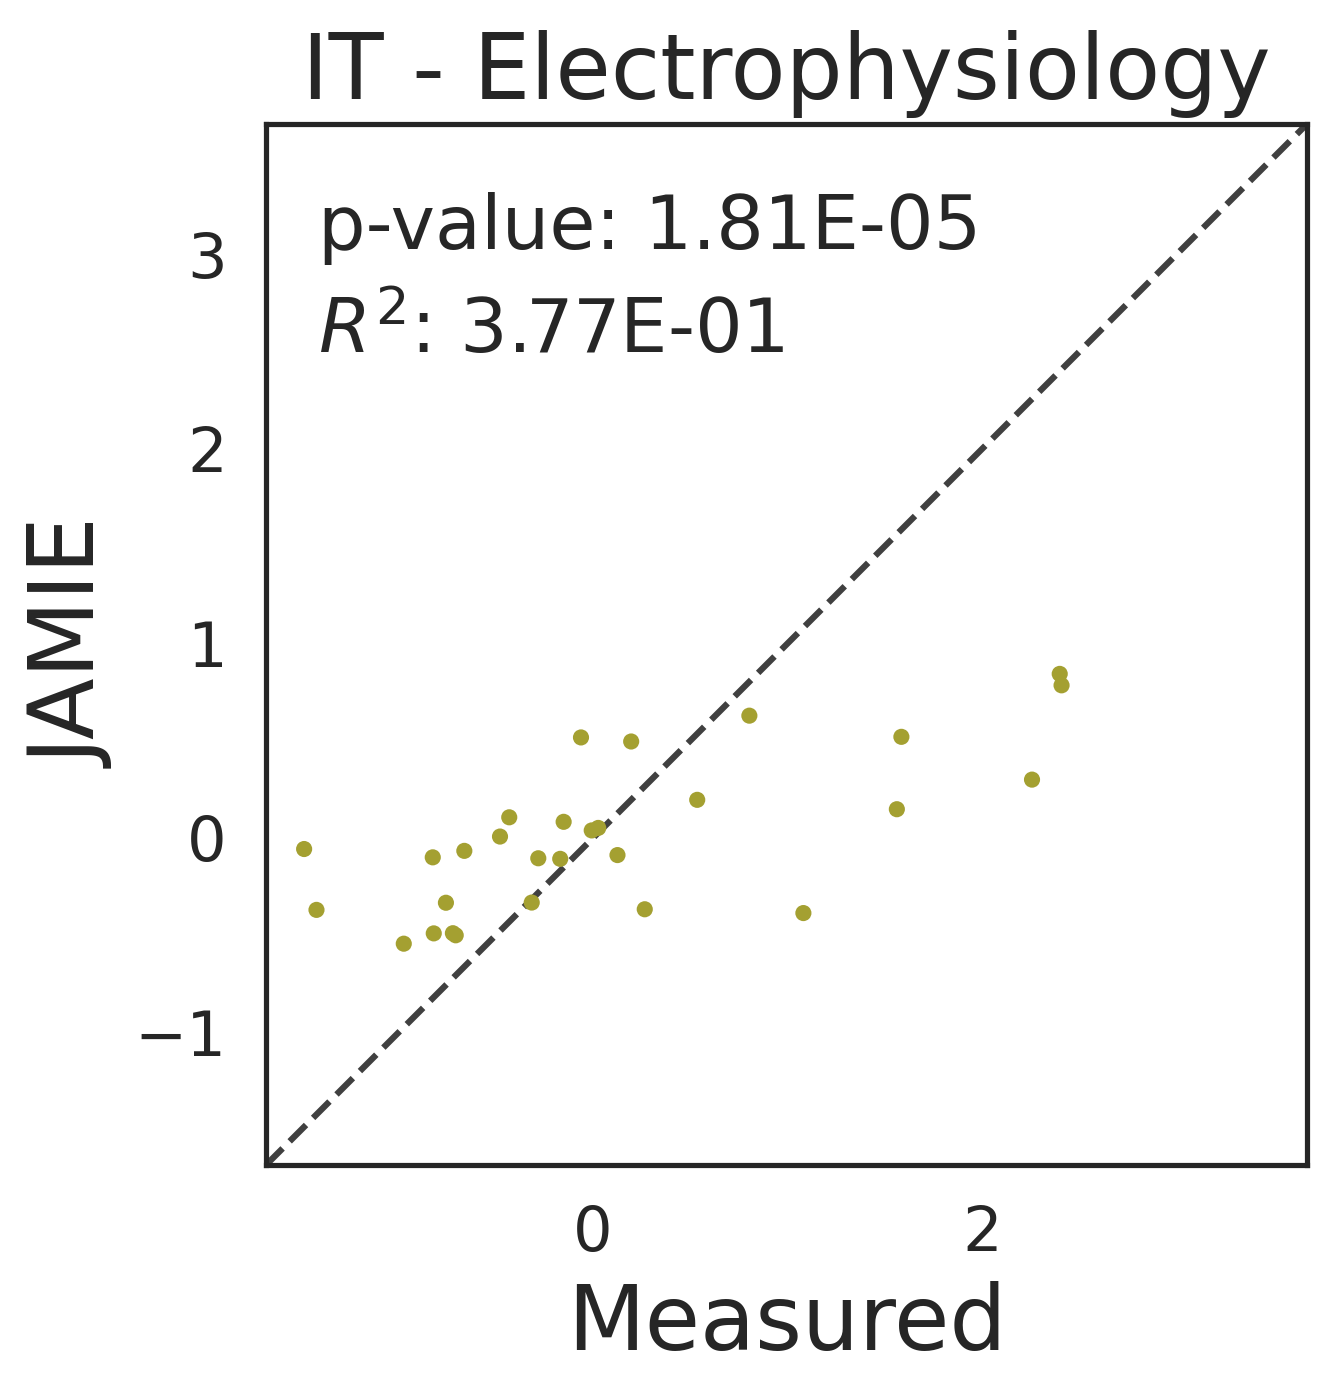 IT - Electrophysiology
p-value: 1.81E-05
R²: 3.77E-01
3
2
1
0
−1
JAMIE
0 2
Measured